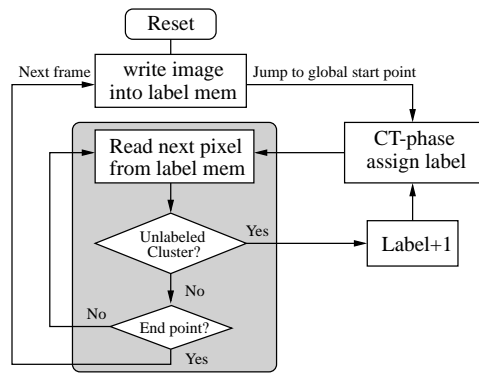 Reset
Next frame
write image
into label mem
Jump to global start point
Read next pixel
from label mem
CT-phase
assign label
Unlabeled
Cluster?
Yes
Label+1
No
No
End point?
Yes